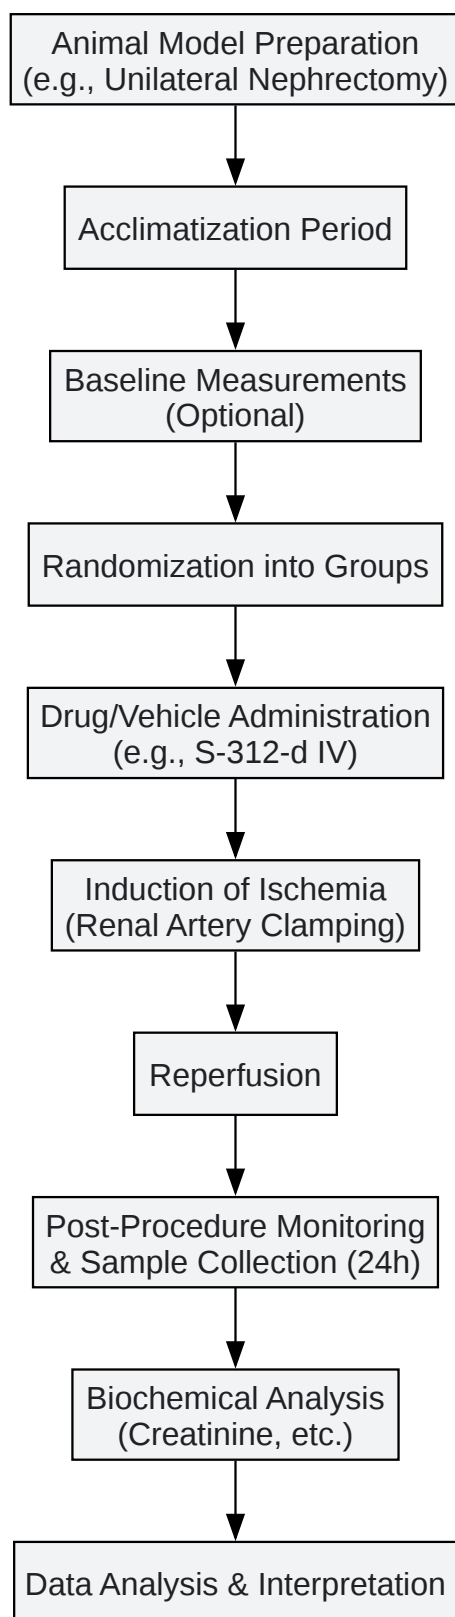 Animal Model Preparation
(e.g., Unilateral Nephrectomy)
Acclimatization Period
Baseline Measurements
(Optional)
Randomization into Groups
Drug/Vehicle Administration
(e.g., S-312-d IV)
Induction of Ischemia
(Renal Artery Clamping)
Reperfusion
Post-Procedure Monitoring
& Sample Collection (24h)
Biochemical Analysis
(Creatinine, etc.)
Data Analysis & Interpretation